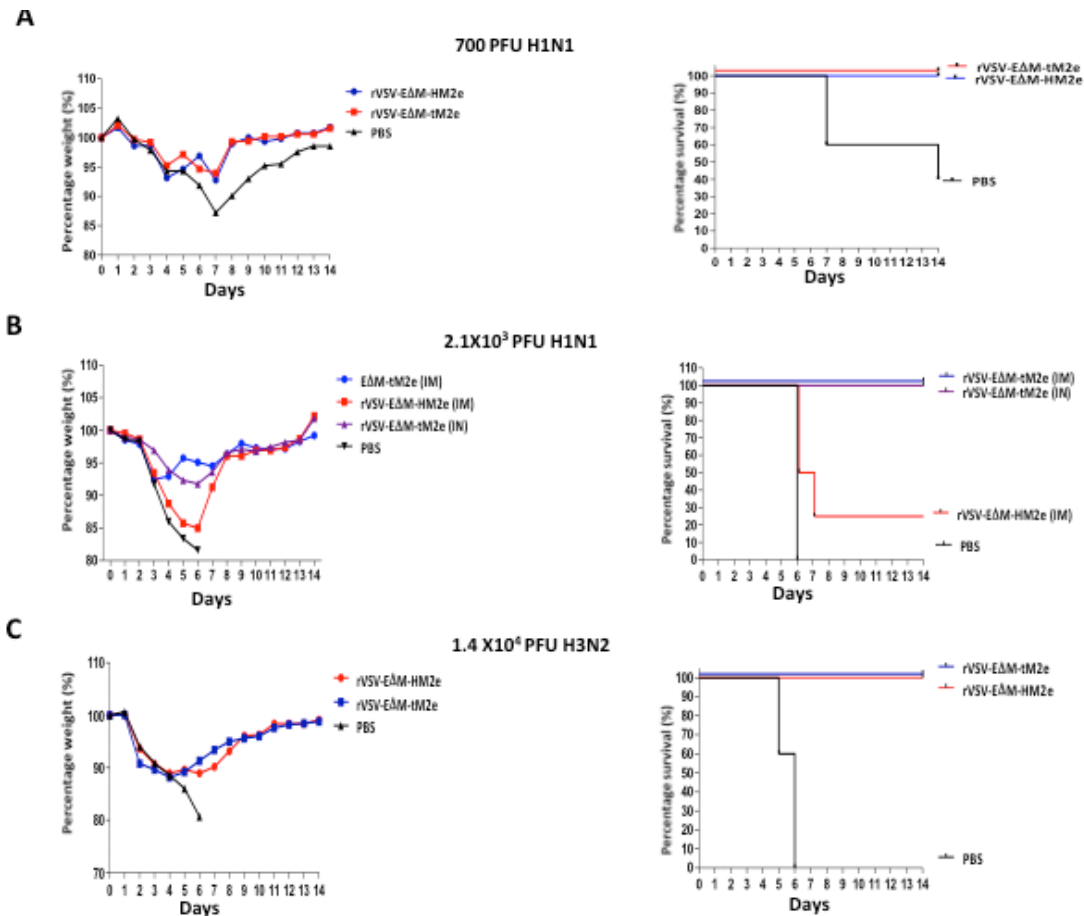 A
700 PFU H1N1
Percentage weight (%)
110
105
100
95
90
85
80
0 1 2 3 4 5 6 7 8 9 10 11 12 13 14
Days
rVSV-EΔM-HM2e
rVSV-EΔM-tM2e
PBS
Percentage survival (%)
100
90
80
70
60
50
40
30
20
10
0
0 1 2 3 4 5 6 7 8 9 10 11 12 13 14
Days
rVSV-EΔM-tM2e
rVSV-EΔM-HM2e
PBS
B
2.1X10³ PFU H1N1
Percentage weight (%)
110
105
100
95
90
85
80
0 1 2 3 4 5 6 7 8 9 10 11 12 13 14
Days
EΔM-tM2e (IM)
rVSV-EΔM-HM2e (IM)
rVSV-EΔM-tM2e (IN)
PBS
Percentage survival (%)
110
100
90
80
70
60
50
40
30
20
10
0
0 1 2 3 4 5 6 7 8 9 10 11 12 13 14
Days
rVSV-EΔM-tM2e (IM)
rVSV-EΔM-tM2e (IN)
rVSV-EΔM-HM2e (IM)
PBS
C
1.4 X10⁴ PFU H3N2
Percentage weight (%)
110
100
90
80
70
0 1 2 3 4 5 6 7 8 9 10 11 12 13 14
Days
rVSV-EΔM-HM2e
rVSV-EΔM-tM2e
PBS
Percentage survival (%)
100
90
80
70
60
50
40
30
20
10
0
0 1 2 3 4 5 6 7 8 9 10 11 12 13 14
Days
rVSV-EΔM-tM2e
rVSV-EΔM-HM2e
PBS